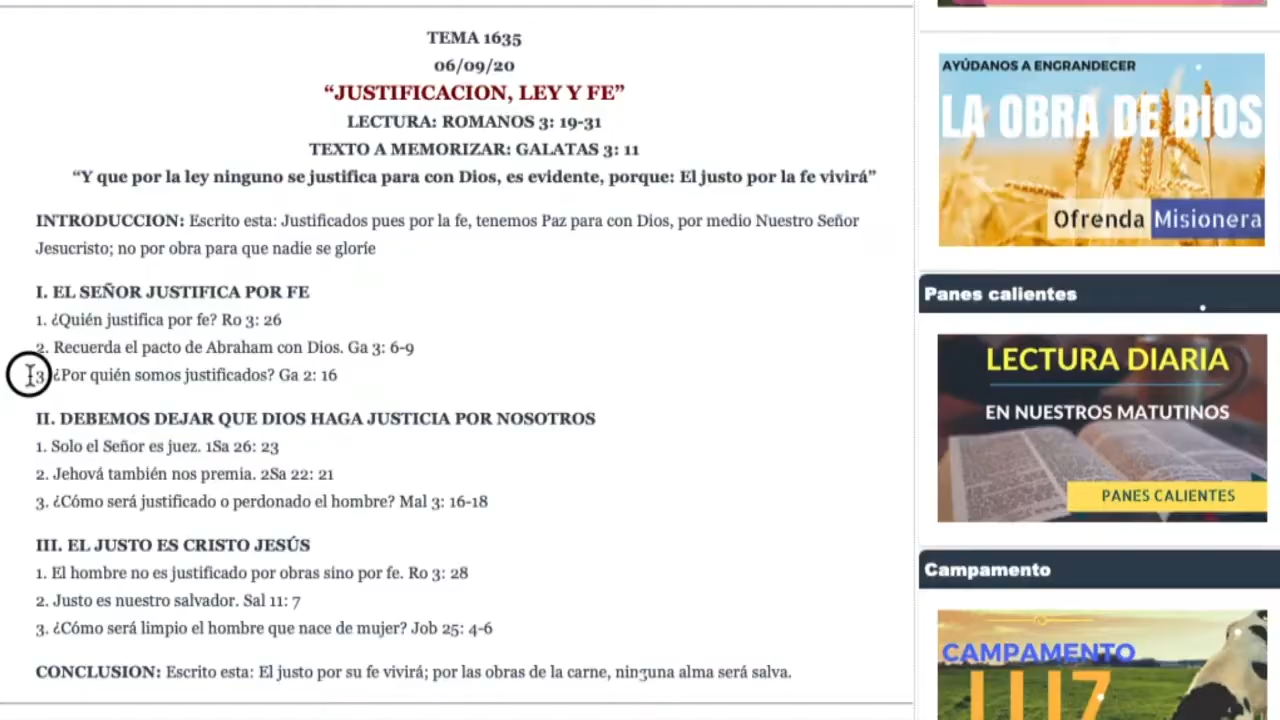 TEMA 1635
06/09/20
“JUSTIFICACION, LEY Y FE”
LECTURA: ROMANOS 3: 19-31
TEXTO A MEMORIZAR: GALATAS 3: 11
“Y que por la ley ninguno se justifica para con Dios, es evidente, porque: El justo por la fe vivirá”
INTRODUCCION: Escrito esta: Justificados pues por la fe, tenemos Paz para con Dios, por medio Nuestro Señor
Jesucristo; no por obra para que nadie se gloríe
I. EL SEÑOR JUSTIFICA POR FE
1. ¿Quién justifica por fe? Ro 3: 26
2. Recuerda el pacto de Abraham con Dios. Ga 3: 6-9
3 ¿Por quién somos justificados? Ga 2: 16
II. DEBEMOS DEJAR QUE DIOS HAGA JUSTICIA POR NOSOTROS
1. Solo el Señor es juez. 1Sa 26: 23
2. Jehová también nos premia. 2Sa 22: 21
3. ¿Cómo será justificado o perdonado el hombre? Mal 3: 16-18
III. EL JUSTO ES CRISTO JESÚS
1. El hombre no es justificado por obras sino por fe. Ro 3: 28
2. Justo es nuestro salvador. Sal 11: 7
3. ¿Cómo será limpio el hombre que nace de mujer? Job 25: 4-6
CONCLUSION: Escrito esta: El justo por su fe vivirá; por las obras de la carne, ninguna alma será salva.
AYÚDANOS A ENGRANDECER
LA OBRA DE DIOS
Ofrenda Misionera
Panes calientes
LECTURA DIARIA
EN NUESTROS MATUTINOS
PANES CALIENTES
Campamento
CAMPAMENTO
LUZ